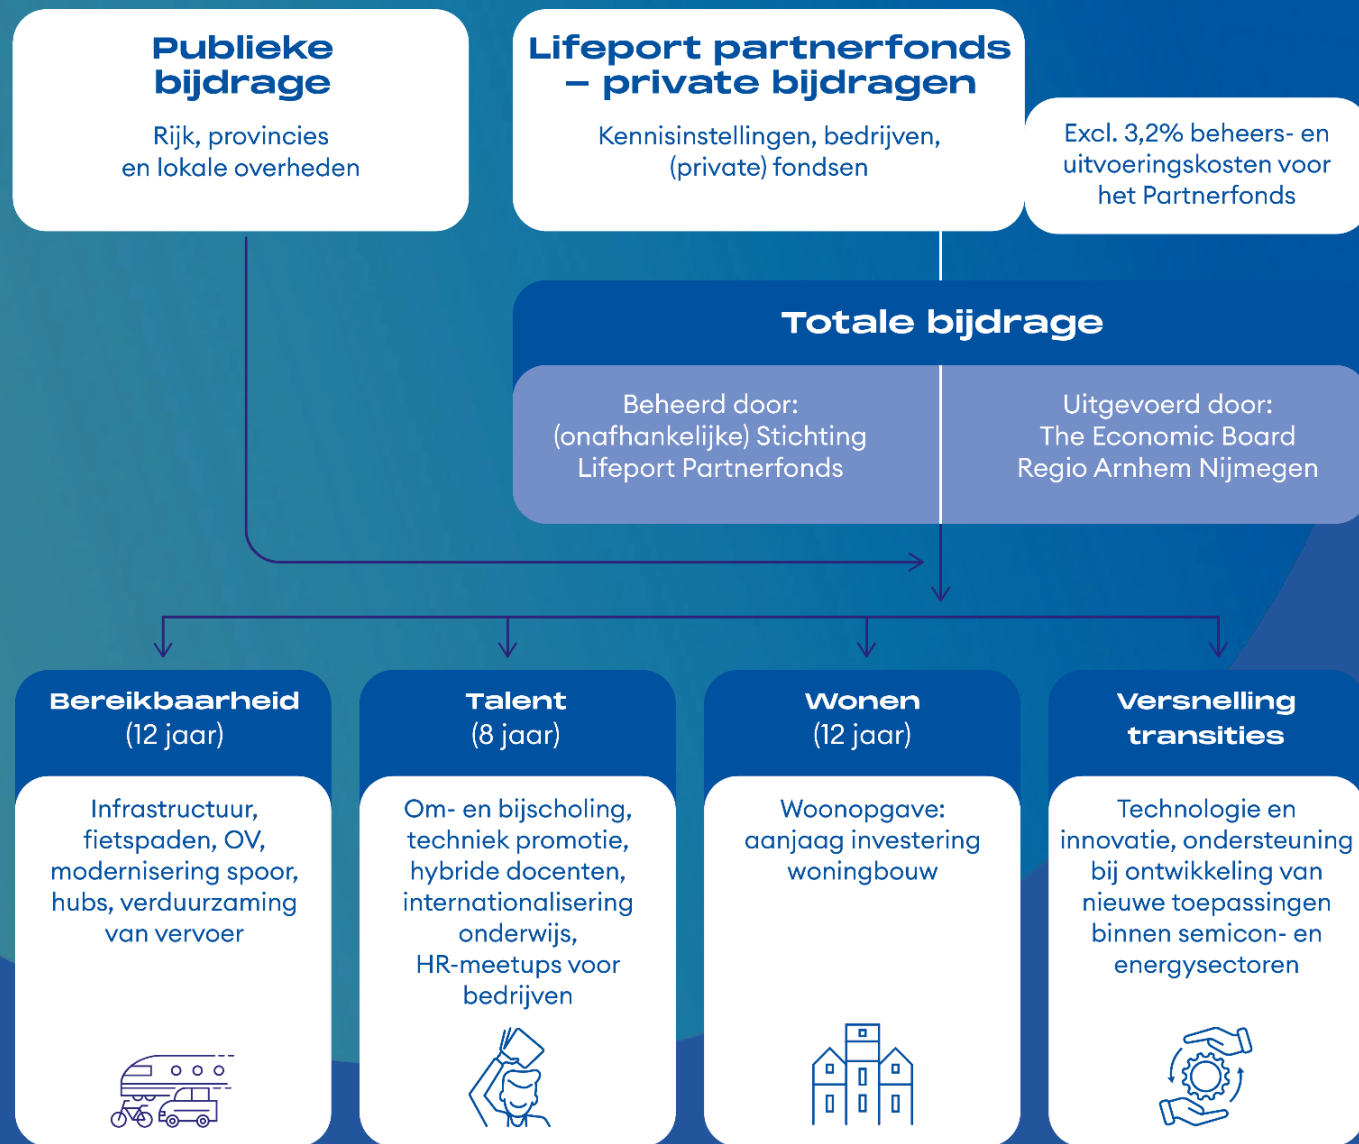 Publieke
bijdrage
Rijk, provincies
en lokale overheden
Lifeport partnerfonds
– private bijdragen
Kennisinstellingen, bedrijven,
(private) fondsen
Excl. 3,2% beheers- en
uitvoeringskosten voor
het Partnerfonds
Totale bijdrage
Beheerd door:
(onafhankelijke) Stichting
Lifeport Partnerfonds
Uitgevoerd door:
The Economic Board
Regio Arnhem Nijmegen
Bereikbaarheid
(12 jaar)
Infrastructuur,
fietspaden, OV,
modernisering spoor,
hubs, verduurzaming
van vervoer
Talent
(8 jaar)
Om- en bijscholing,
techniek promotie,
hybride docenten,
internationalisering
onderwijs,
HR-meetups voor
bedrijven
Wonen
(12 jaar)
Woonopgave:
aanjaag investering
woningbouw
Versnelling
transities
Technologie en
innovatie, ondersteuning
bij ontwikkeling van
nieuwe toepassingen
binnen semicon- en
energysectoren